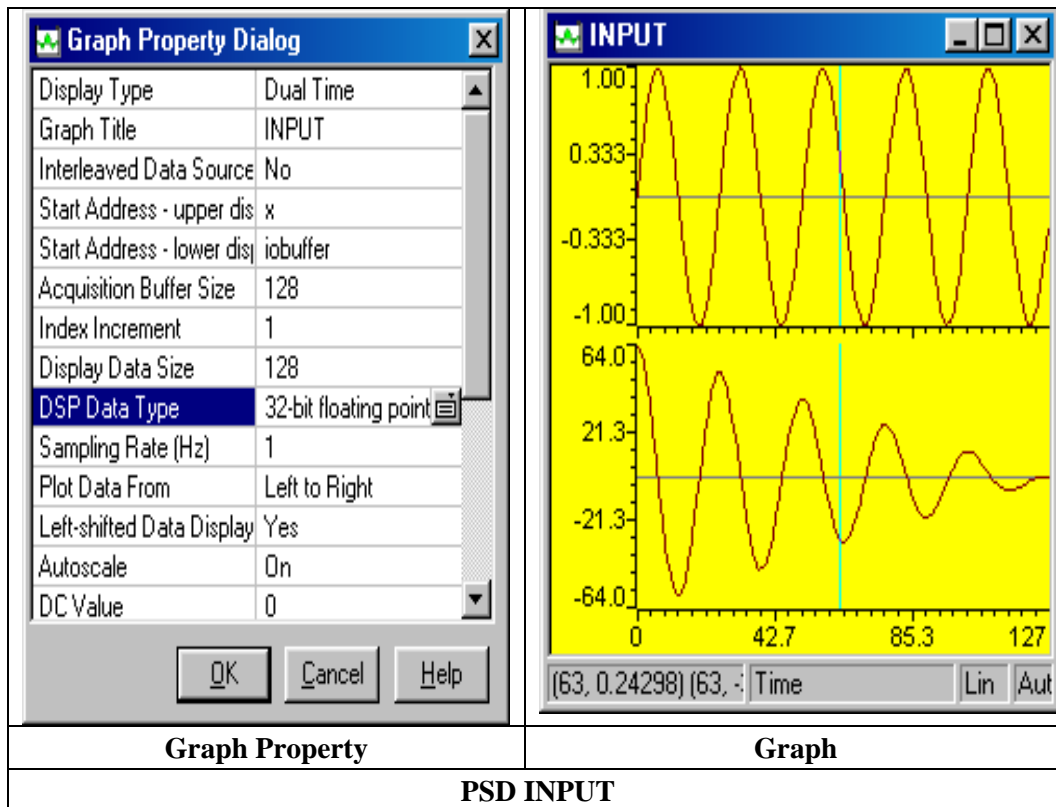 Graph Property Dialog
Display Type Dual Time
Graph Title INPUT
Interleaved Data Source No
Start Address - upper dis x
Start Address - lower disp iobuffer
Acquisition Buffer Size 128
Index Increment 1
Display Data Size 128
DSP Data Type 32-bit floating point
Sampling Rate (Hz) 1
Plot Data From Left to Right
Left-shifted Data Display Yes
Autoscale On
DC Value 0
OK Cancel Help
INPUT
1.00
0.333
-0.333
-1.00
64.0
21.3
-21.3
-64.0
0 42.7 85.3 127
(63, 0.24298) (63, - Time Lin Aut
Graph Property Graph
PSD INPUT